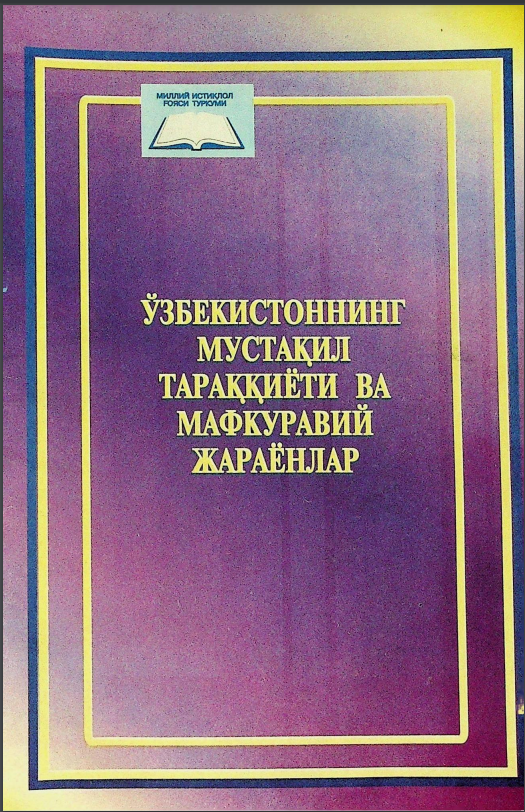 МИЛЛИЙ ИСТИҚЛОЛ
ҒОЯСИ ТУРКУМИ
ЎЗБЕКИСТОННИНГ
МУСТАҚИЛ
ТАРАҚҚИЁТИ ВА
МАФКУРАВИЙ
ЖАРАЁНЛАР